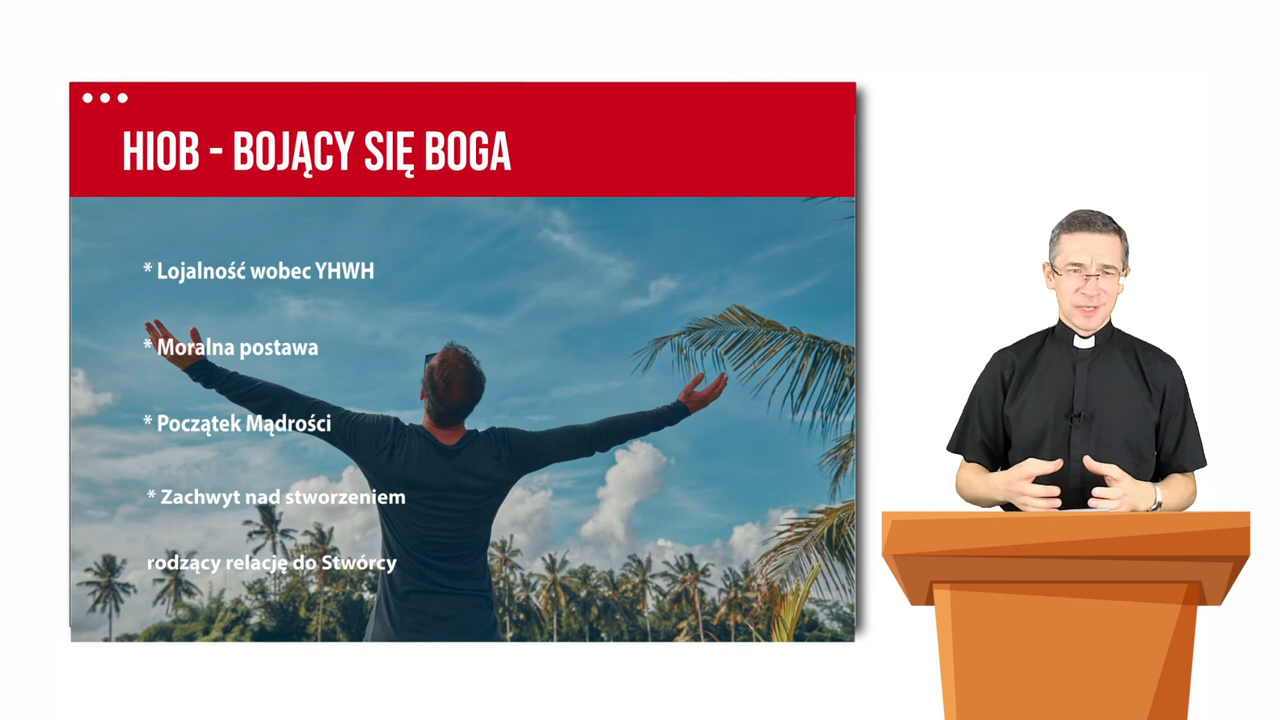 HIOB - BOJĄCY SIĘ BOGA
* Lojalność wobec YHWH
* Moralna postawa
* Początek Mądrości
* Zachwyt nad stworzeniem
rodzący relację do Stwórcy